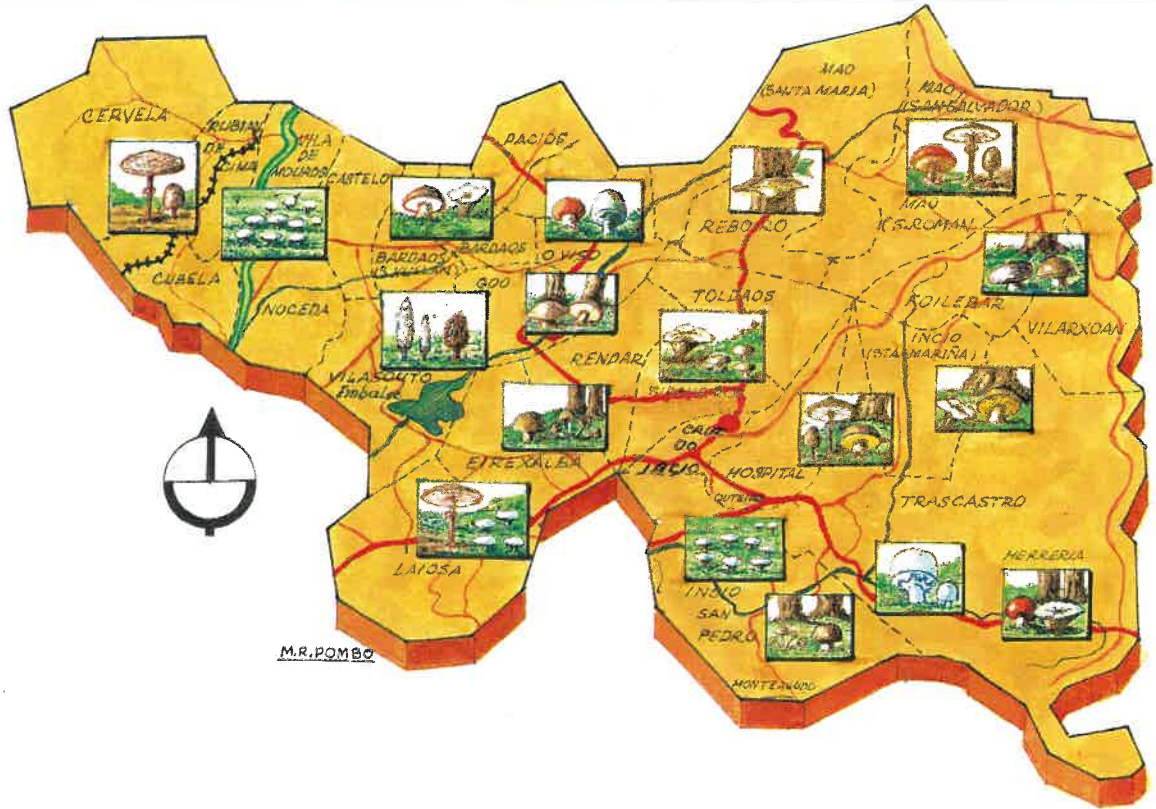 MAO
(SANTA MARIA)
MAO
(SAN SALVADOR)
CERVELA
RUBIAN
DE
CIMA
VILA
DE
MOUROS
CASTELO
PACIOS
MAO
(S.ROMAN)
REBOIRO
BARDAOS
BARDAOS
O VISO
CUBELA
GOO
NOCEDA
TOLDAOS
FOILEBAR
VILARXOAN
INCIO
(STA MARIÑA)
RENDAR
VILASOUTO
Embalse
CRUZ
DO
INCIO
EIREXALBA
HOSPITAL
TRASCASTRO
LAIOSA
HERRERIA
INCIO
SAN
PEDRO
M.R.POMBO